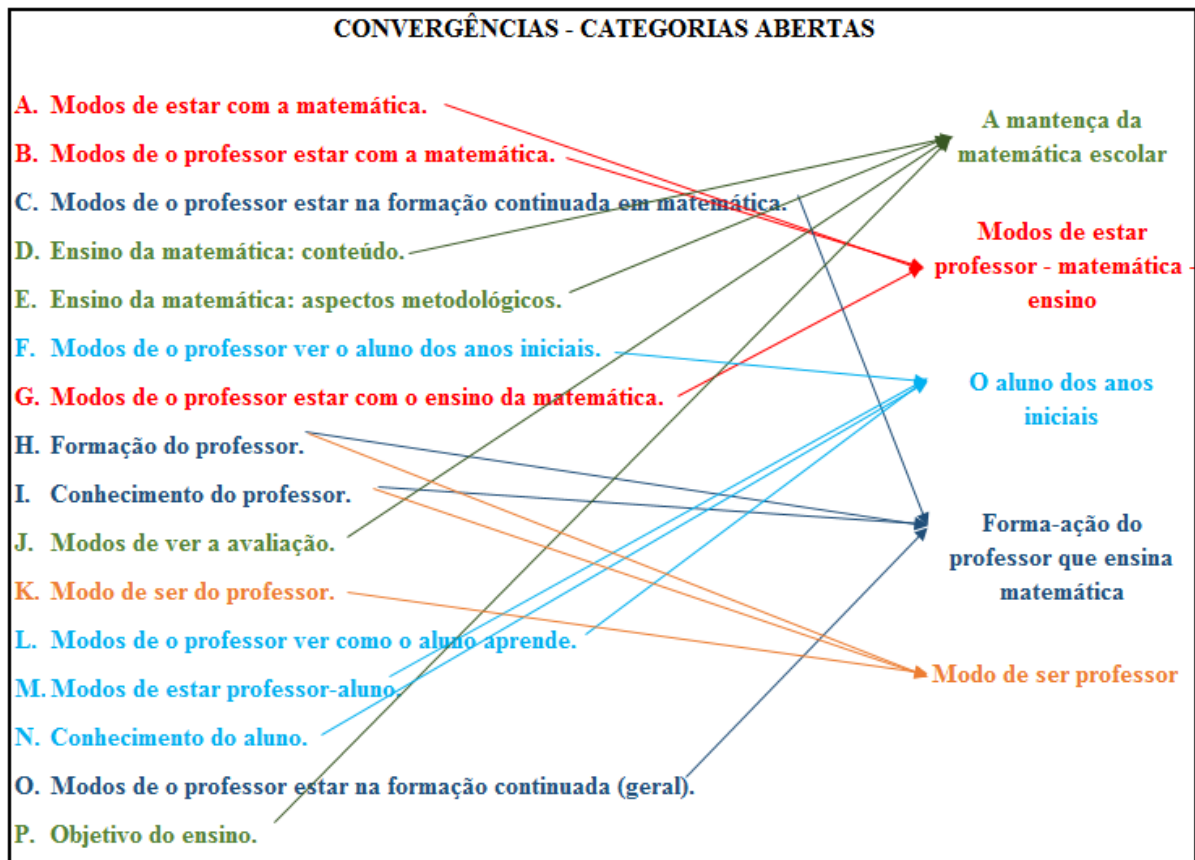 CONVERGÊNCIAS - CATEGORIAS ABERTAS
A. Modos de estar com a matemática.
B. Modos de o professor estar com a matemática.
C. Modos de o professor estar na formação continuada em matemática.
D. Ensino da matemática: conteúdo.
E. Ensino da matemática: aspectos metodológicos.
F. Modos de o professor ver o aluno dos anos iniciais.
G. Modos de o professor estar com o ensino da matemática.
H. Formação do professor.
I. Conhecimento do professor.
J. Modos de ver a avaliação.
K. Modo de ser do professor.
L. Modos de o professor ver como o aluno aprende.
M. Modos de estar professor-aluno.
N. Conhecimento do aluno.
O. Modos de o professor estar na formação continuada (geral).
P. Objetivo do ensino.
A mantença da
matemática escolar
Modos de estar
professor - matemática -
ensino
O aluno dos anos
iniciais
Forma-ação do
professor que ensina
matemática
Modo de ser professor